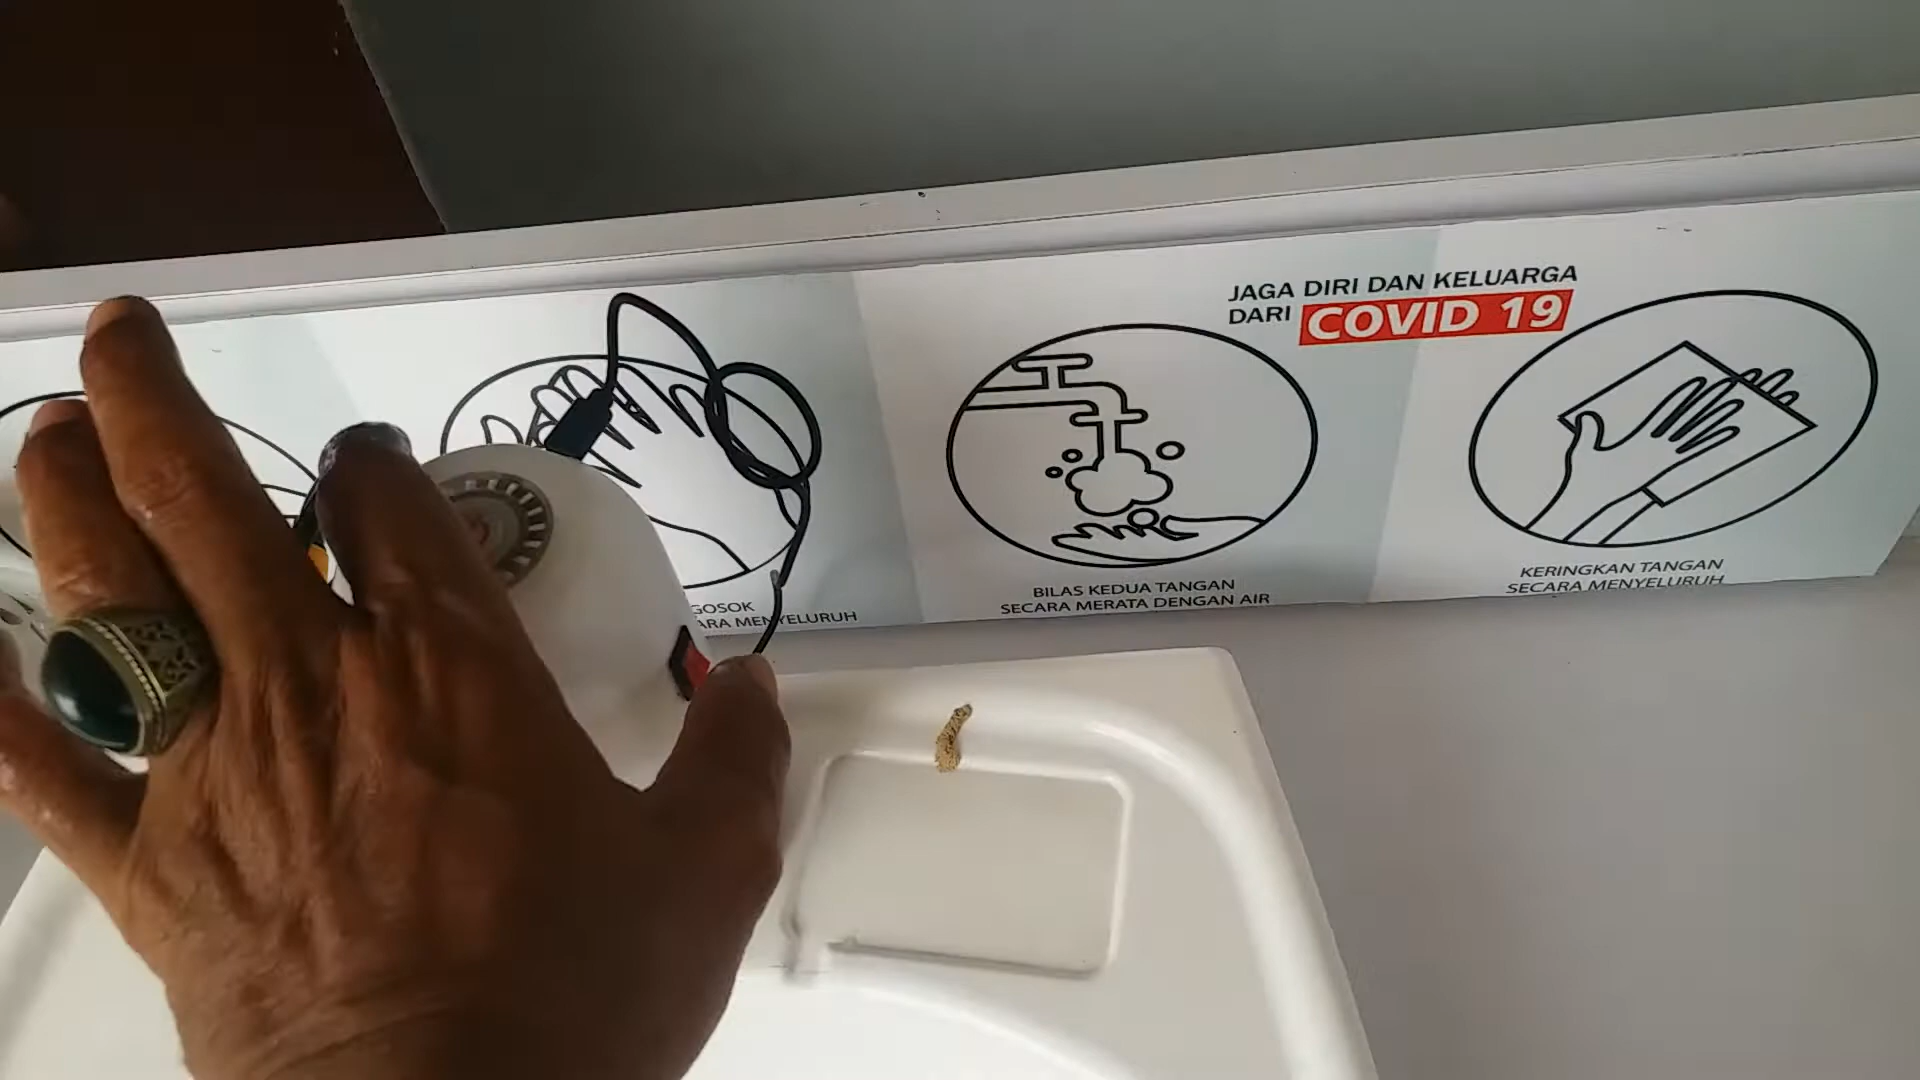 JAGA DIRI DAN KELUARGA
DARI COVID 19
GOSOK
MENYELURUH
BILAS KEDUA TANGAN
SECARA MERATA DENGAN AIR
KERINGKAN TANGAN
SECARA MENYELURUH